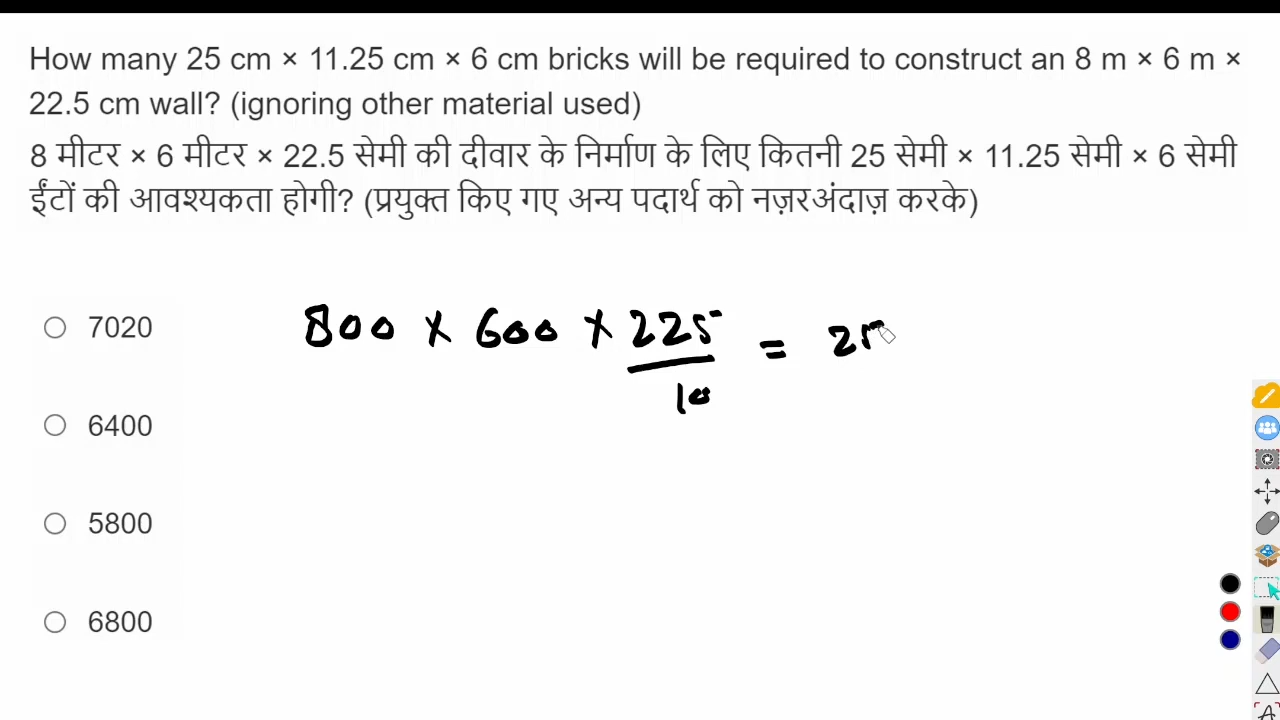 How many 25 cm × 11.25 cm × 6 cm bricks will be required to construct an 8 m × 6 m ×
22.5 cm wall? (ignoring other material used)
8 मीटर × 6 मीटर × 22.5 सेमी की दीवार के निर्माण के लिए कितनी 25 सेमी × 11.25 सेमी × 6 सेमी
ईंटों की आवश्यकता होगी? (प्रयुक्त किए गए अन्य पदार्थ को नज़रअंदाज़ करके)
7020
800 × 600 × 225/10 = 25
6400
5800
6800